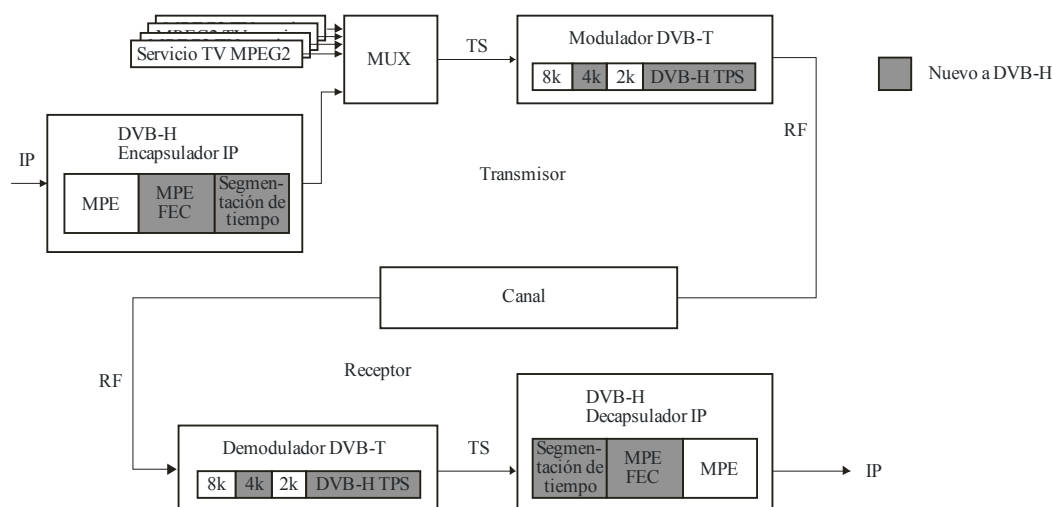 Servicio TV MPEG2
MUX
TS
Modulador DVB-T
8k
4k
2k
DVB-H TPS
Nuevo a DVB-H
RF
IP
DVB-H
Encapsulador IP
MPE
MPE
FEC
Segmen-
tación de
tiempo
Transmisor
Canal
RF
Receptor
Demodulador DVB-T
8k
4k
2k
DVB-H TPS
TS
DVB-H
Decapsulador IP
Segmen-
tación de
tiempo
MPE
FEC
MPE
IP